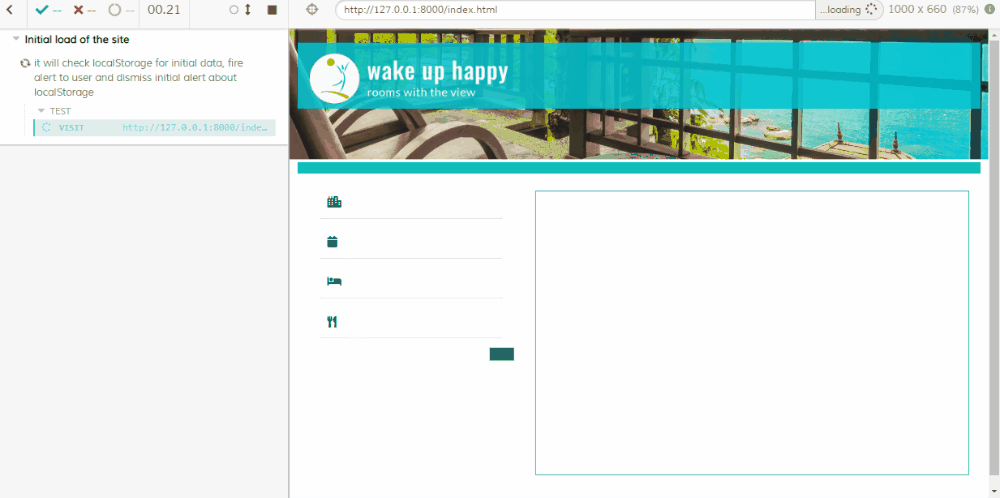 -- -- -- 00.21
http://127.0.0.1:8000/index.html
...loading
1000 x 660 (87%)
Initial load of the site
it will check localStorage for initial data, fire
alert to user and dismiss initial alert about
localStorage
TEST
VISIT http://127.0.0.1:8000/inde...
wake up happy
rooms with the view